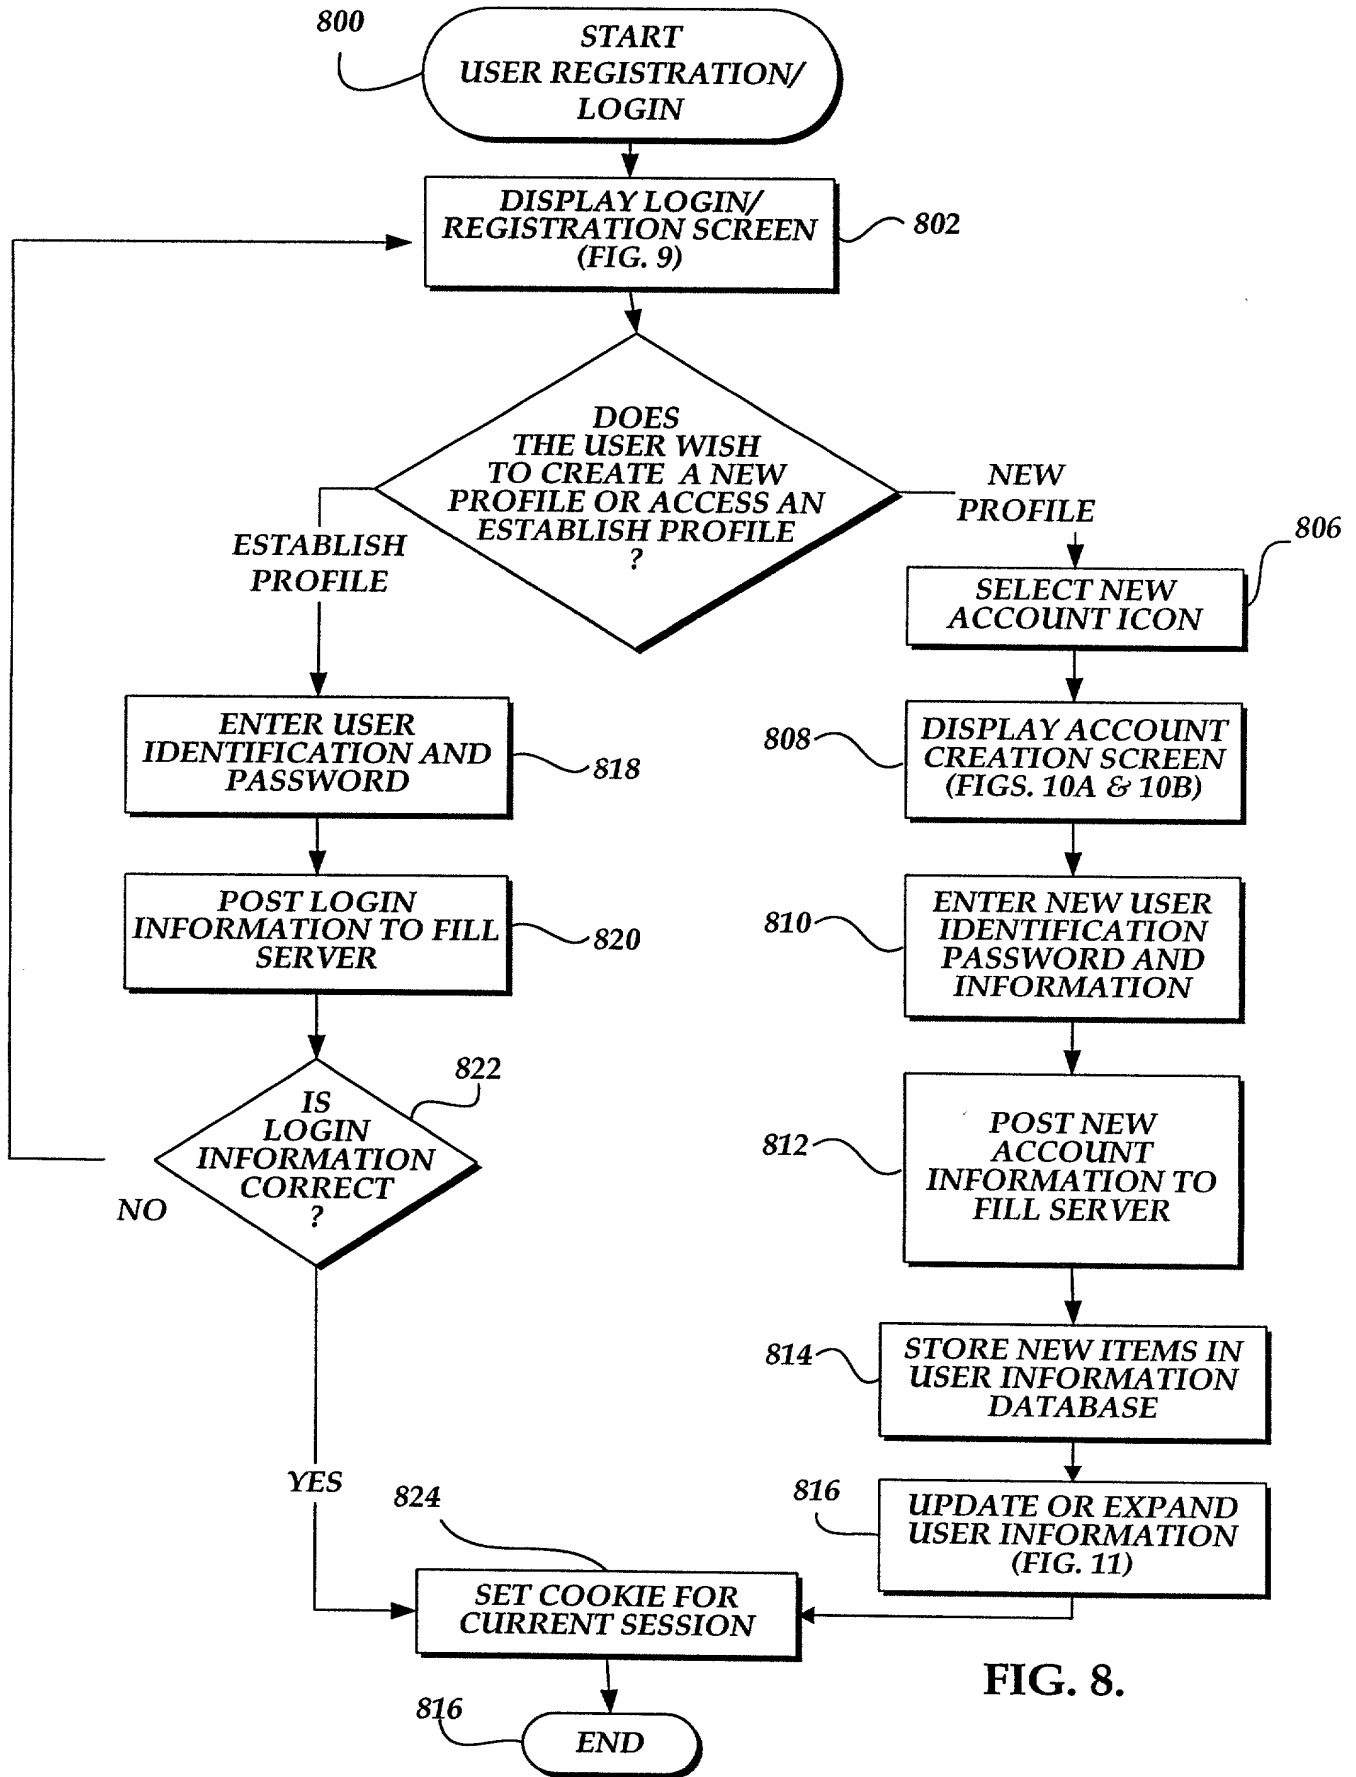 800
START
USER REGISTRATION/
LOGIN
DISPLAY LOGIN/
REGISTRATION SCREEN
(FIG. 9)
802
DOES
THE USER WISH
TO CREATE A NEW
PROFILE OR ACCESS AN
ESTABLISH PROFILE
?
ESTABLISH
PROFILE
NEW
PROFILE
806
SELECT NEW
ACCOUNT ICON
ENTER USER
IDENTIFICATION AND
PASSWORD
818
808
DISPLAY ACCOUNT
CREATION SCREEN
(FIGS. 10A & 10B)
POST LOGIN
INFORMATION TO FILL
SERVER
820
810
ENTER NEW USER
IDENTIFICATION
PASSWORD AND
INFORMATION
822
IS
LOGIN
INFORMATION
CORRECT
?
NO
812
POST NEW
ACCOUNT
INFORMATION TO
FILL SERVER
814
STORE NEW ITEMS IN
USER INFORMATION
DATABASE
YES
816
UPDATE OR EXPAND
USER INFORMATION
(FIG. 11)
824
SET COOKIE FOR
CURRENT SESSION
FIG. 8.
816
END